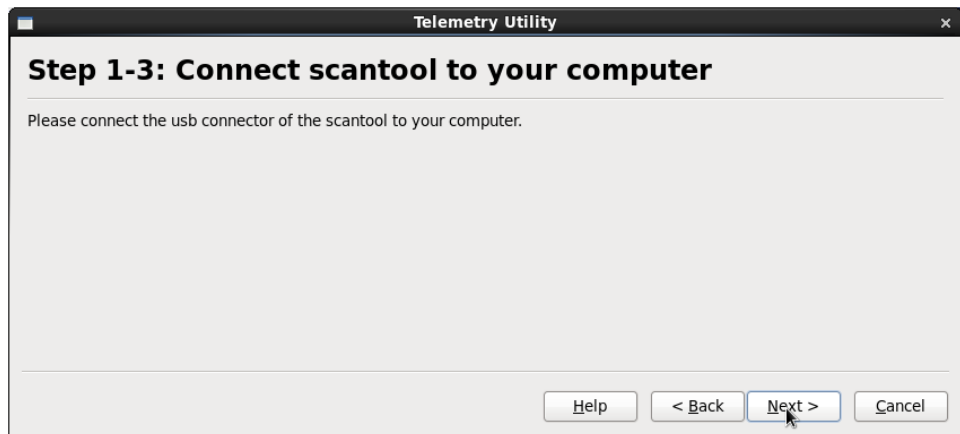 Telemetry Utility
Step 1-3: Connect scantool to your computer
Please connect the usb connector of the scantool to your computer.
Help < Back Next > Cancel